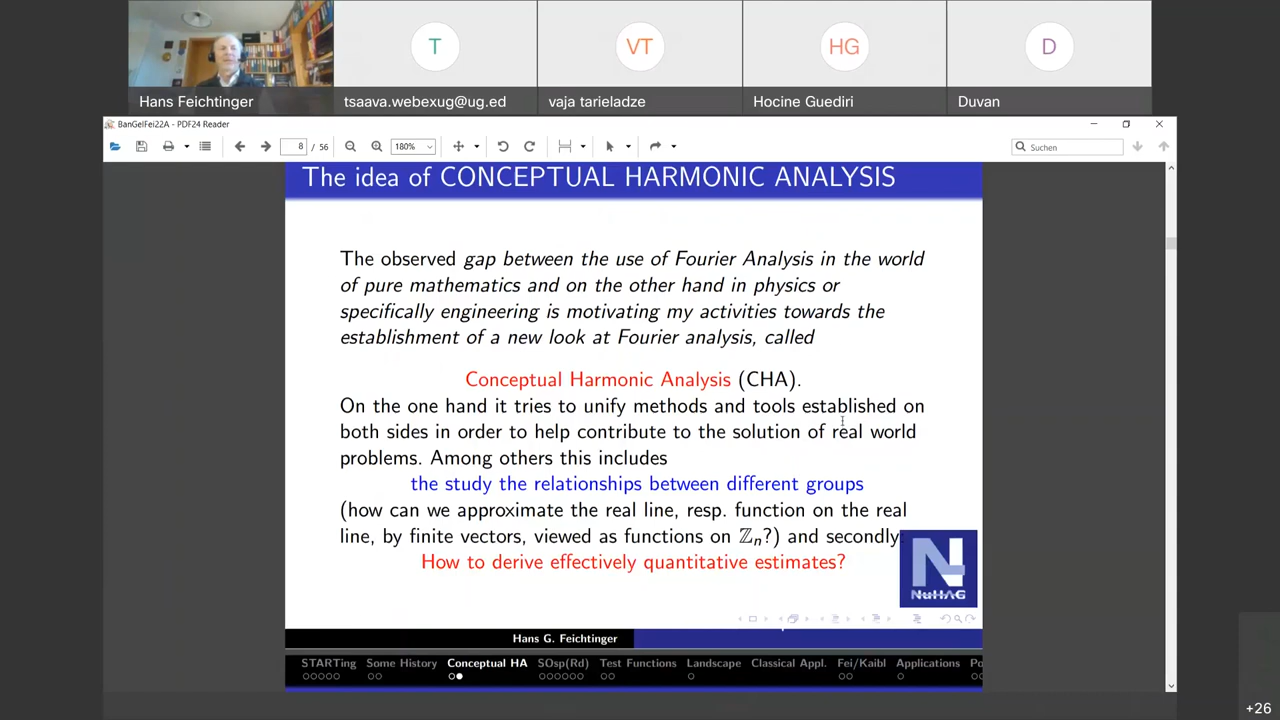 T
VT
HG
D
Hans Feichtinger
tsaava.webexug@ug.ed
vaja tarieladze
Hocine Guediri
Duvan
BanGelFei22A - PDF24 Reader
8 / 56
180%
Suchen
The idea of CONCEPTUAL HARMONIC ANALYSIS
The observed gap between the use of Fourier Analysis in the world
of pure mathematics and on the other hand in physics or
specifically engineering is motivating my activities towards the
establishment of a new look at Fourier analysis, called
Conceptual Harmonic Analysis (CHA).
On the one hand it tries to unify methods and tools established on
both sides in order to help contribute to the solution of real world
problems. Among others this includes
the study the relationships between different groups
(how can we approximate the real line, resp. function on the real
line, by finite vectors, viewed as functions on ℤn?) and secondly:
How to derive effectively quantitative estimates?
N
NuHAG
Hans G. Feichtinger
STARTing Some History Conceptual HA SOsp(Rd) Test Functions Landscape Classical Appl. Fei/Kaibl Applications Po
+26